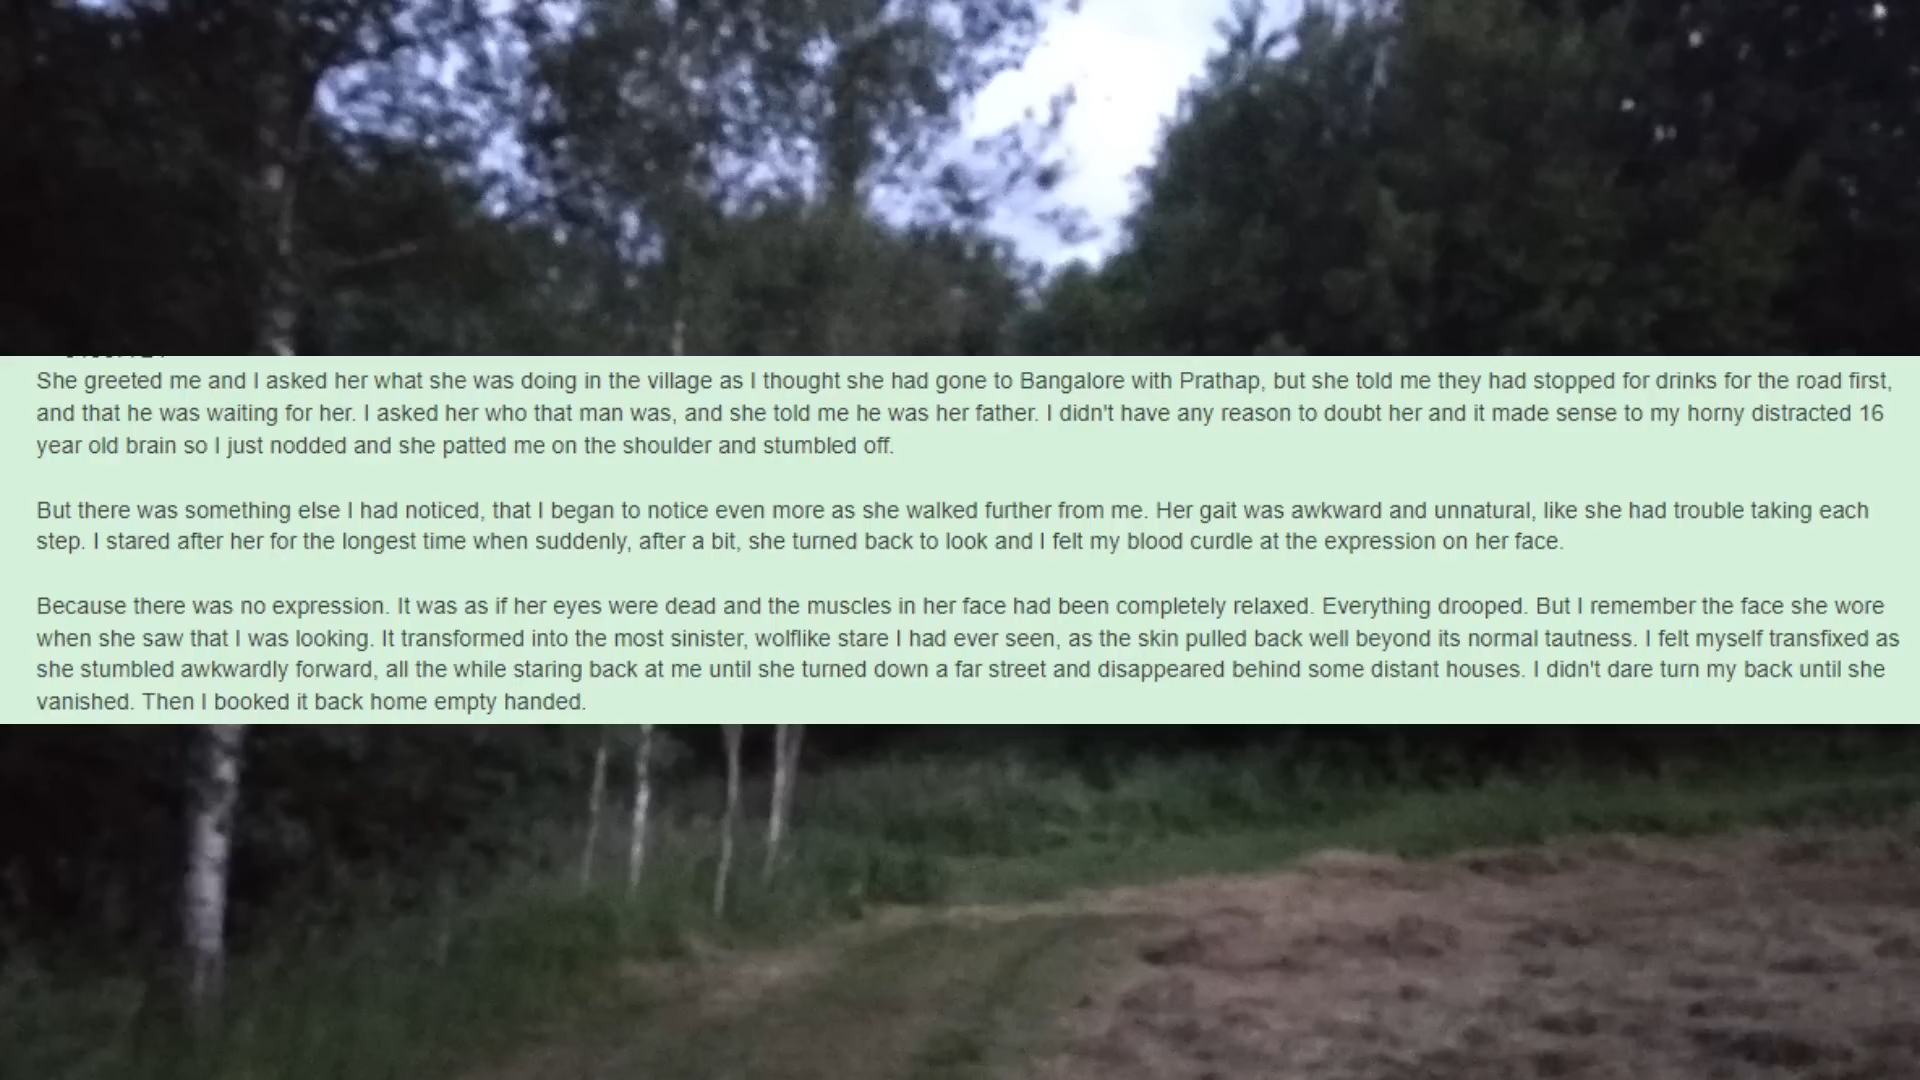 She greeted me and I asked her what she was doing in the village as I thought she had gone to Bangalore with Prathap, but she told me they had stopped for drinks for the road first,
and that he was waiting for her. I asked her who that man was, and she told me he was her father. I didn't have any reason to doubt her and it made sense to my horny distracted 16
year old brain so I just nodded and she patted me on the shoulder and stumbled off.
But there was something else I had noticed, that I began to notice even more as she walked further from me. Her gait was awkward and unnatural, like she had trouble taking each
step. I stared after her for the longest time when suddenly, after a bit, she turned back to look and I felt my blood curdle at the expression on her face.
Because there was no expression. It was as if her eyes were dead and the muscles in her face had been completely relaxed. Everything drooped. But I remember the face she wore
when she saw that I was looking. It transformed into the most sinister, wolflike stare I had ever seen, as the skin pulled back well beyond its normal tautness. I felt myself transfixed as
she stumbled awkwardly forward, all the while staring back at me until she turned down a far street and disappeared behind some distant houses. I didn't dare turn my back until she
vanished. Then I booked it back home empty handed.